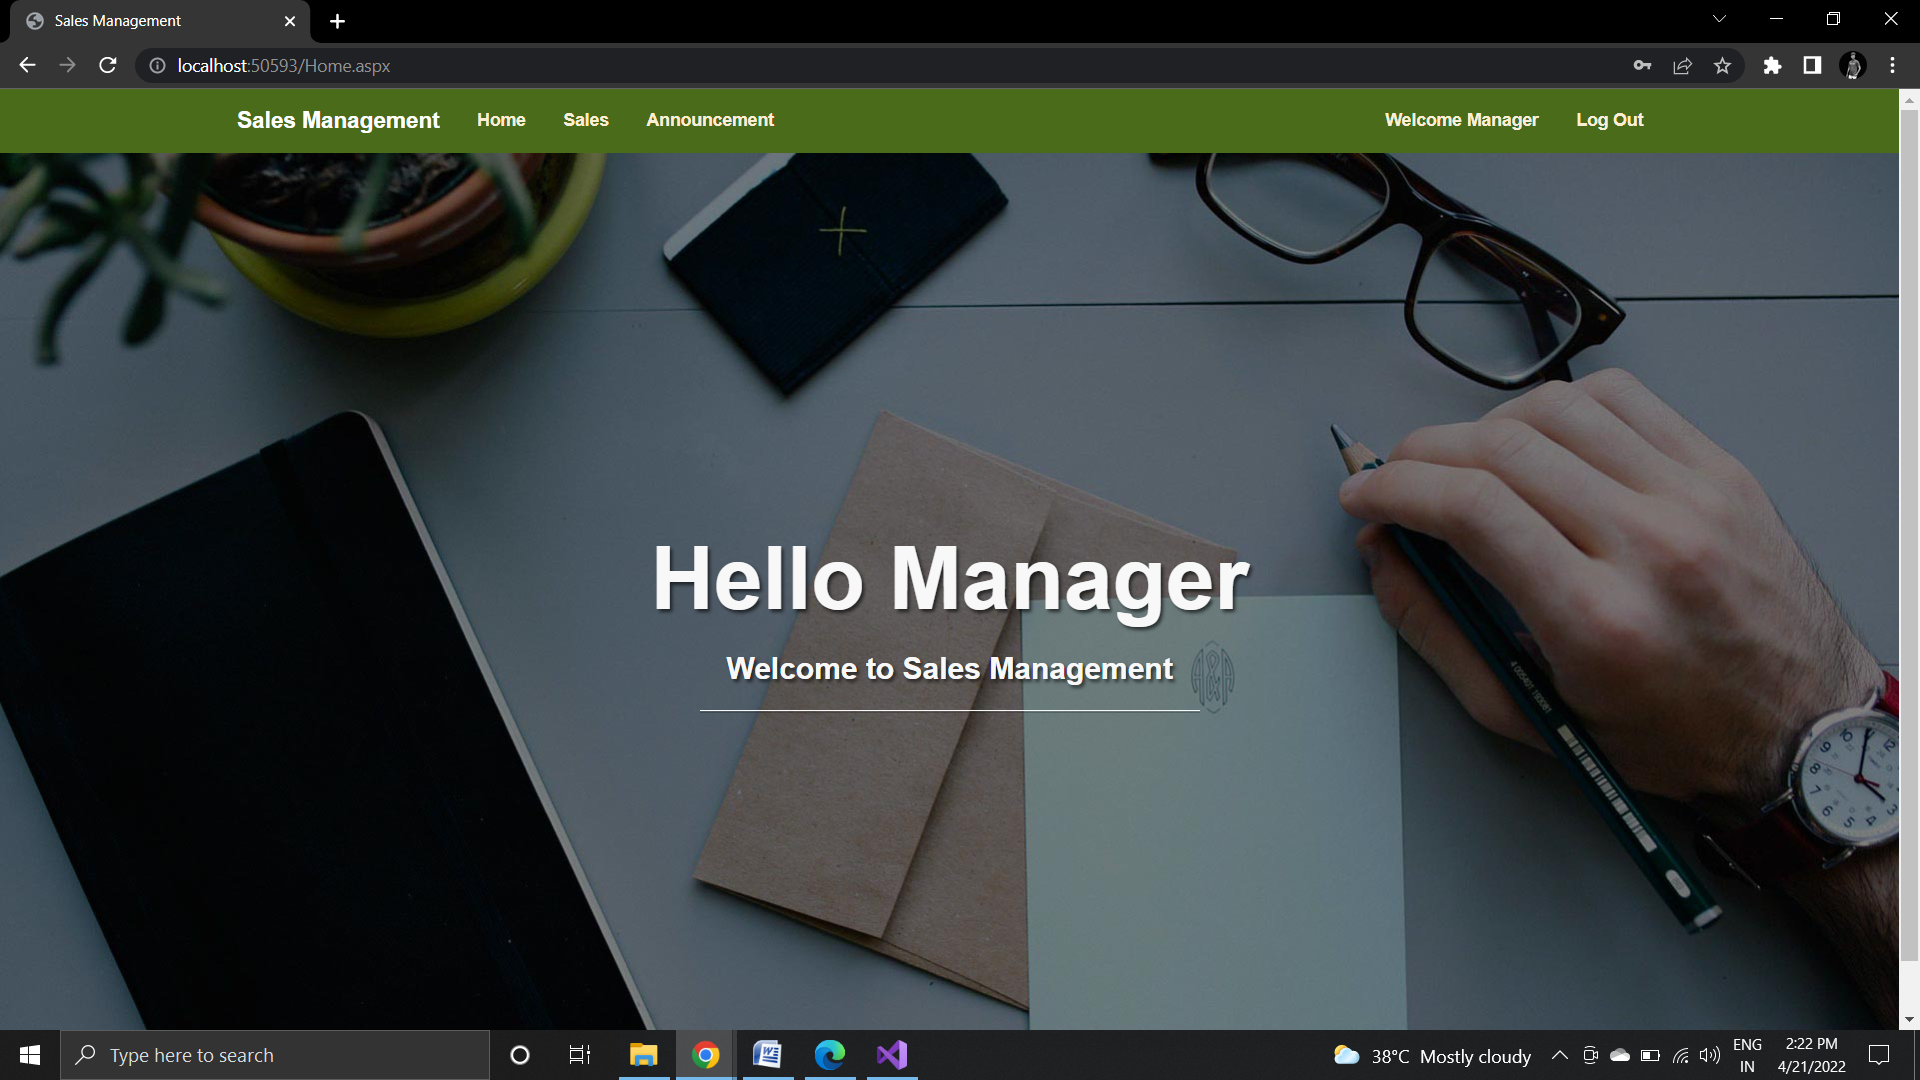 Sales Management
localhost:50593/Home.aspx
Sales Management Home Sales Announcement Welcome Manager Log Out
Hello Manager
Welcome to Sales Management
A&A
Type here to search
38°C Mostly cloudy
ENG
IN
2:22 PM
4/21/2022